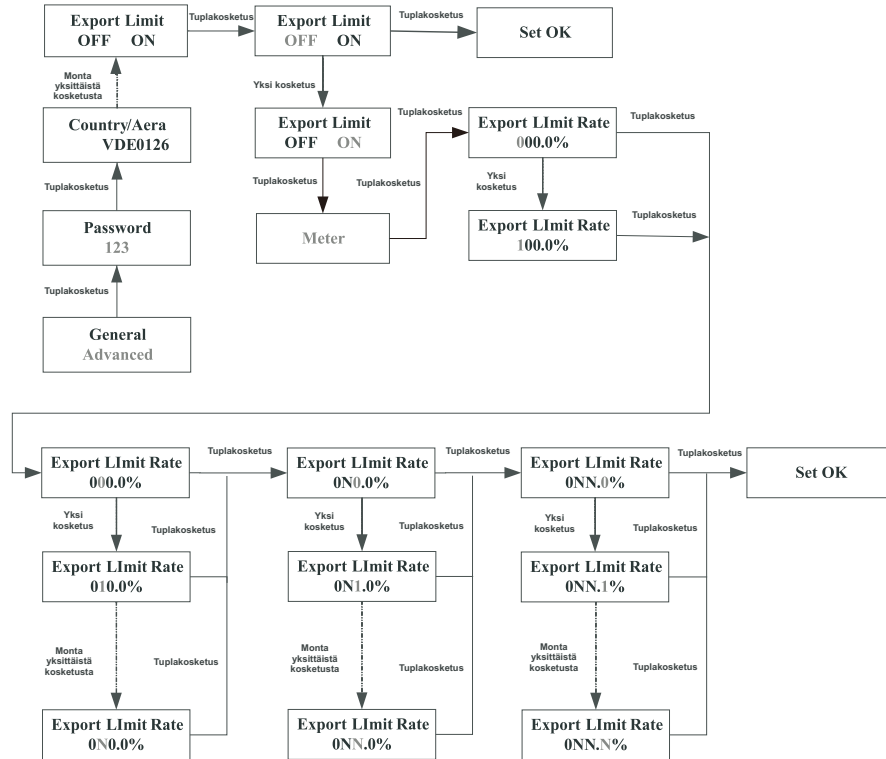 Export Limit
OFF ON
Tuplakosketus
Export Limit
OFF ON
Tuplakosketus
Set OK
Monta
yksittäistä
kosketusta
Yksi kosketus
Country/Aera
VDE0126
Export Limit
OFF ON
Tuplakosketus
Export LImit Rate
000.0%
Tuplakosketus
Tuplakosketus
Tuplakosketus
Tuplakosketus
Yksi
kosketus
Password
123
Meter
Export LImit Rate
100.0%
Tuplakosketus
Tuplakosketus
General
Advanced
Export LImit Rate
000.0%
Tuplakosketus
Export LImit Rate
0N0.0%
Tuplakosketus
Export LImit Rate
0NN.0%
Tuplakosketus
Set OK
Yksi
kosketus
Tuplakosketus
Yksi
kosketus
Tuplakosketus
Yksi
kosketus
Tuplakosketus
Export LImit Rate
010.0%
Export LImit Rate
0N1.0%
Export LImit Rate
0NN.1%
Monta
yksittäistä
kosketusta
Tuplakosketus
Monta
yksittäistä
kosketusta
Tuplakosketus
Monta
yksittäistä
kosketusta
Tuplakosketus
Export LImit Rate
0N0.0%
Export LImit Rate
0NN.0%
Export LImit Rate
0NN.N%